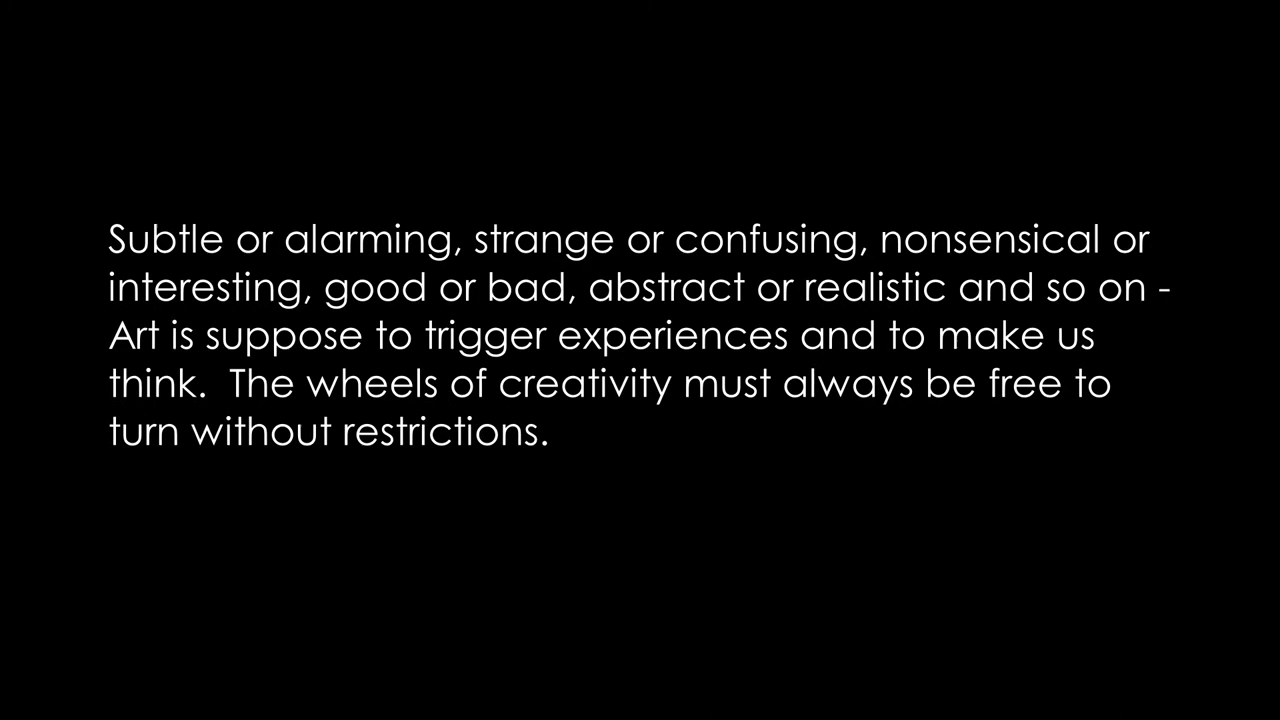 Subtle or alarming, strange or confusing, nonsensical or
interesting, good or bad, abstract or realistic and so on -
Art is suppose to trigger experiences and to make us
think.  The wheels of creativity must always be free to
turn without restrictions.